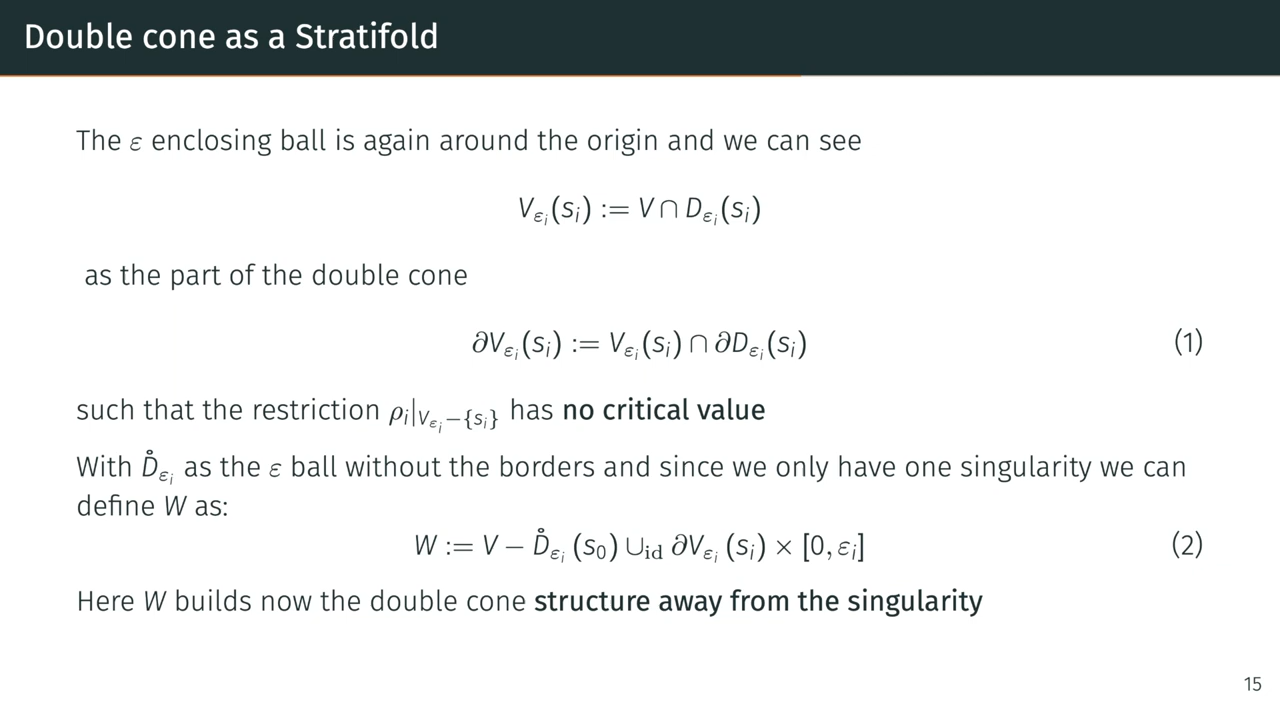 Double cone as a Stratifold
The ε enclosing ball is again around the origin and we can see
V_{ε_i}(s_i) := V ∩ D_{ε_i}(s_i)
as the part of the double cone
∂V_{ε_i}(s_i) := V_{ε_i}(s_i) ∩ ∂D_{ε_i}(s_i) (1)
such that the restriction ρ_i|_{V_{ε_i}−{s_i}} has no critical value
With D̊_{ε_i} as the ε ball without the borders and since we only have one singularity we can
define W as:
W := V − D̊_{ε_i} (s_0) ∪_{id} ∂V_{ε_i} (s_i) × [0, ε_i] (2)
Here W builds now the double cone structure away from the singularity
15